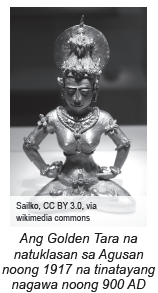 Sailko, CC BY 3.0, via
wikimedia commons
Ang Golden Tara na
natuklasan sa Agusan
noong 1917 na tinatayang
nagawa noong 900 AD